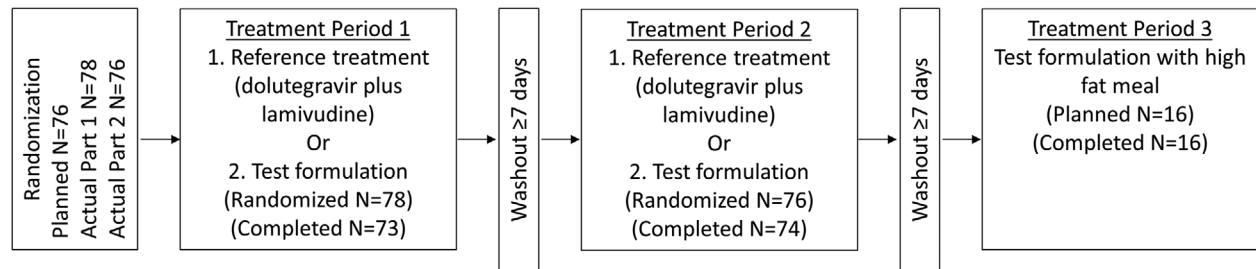 Randomization
Planned N=76
Actual Part 1 N=78
Actual Part 2 N=76
Treatment Period 1
1. Reference treatment
(dolutegravir plus
lamivudine)
Or
2. Test formulation
(Randomized N=78)
(Completed N=73)
Washout ≥7 days
Treatment Period 2
1. Reference treatment
(dolutegravir plus
lamivudine)
Or
2. Test formulation
(Randomized N=76)
(Completed N=74)
Washout ≥7 days
Treatment Period 3
Test formulation with high
fat meal
(Planned N=16)
(Completed N=16)